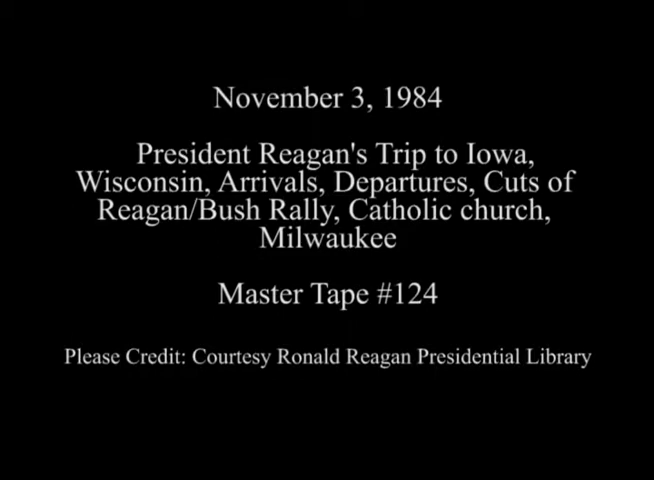 November 3, 1984
President Reagan's Trip to Iowa,
Wisconsin, Arrivals, Departures, Cuts of
Reagan/Bush Rally, Catholic church,
Milwaukee
Master Tape #124
Please Credit: Courtesy Ronald Reagan Presidential Library